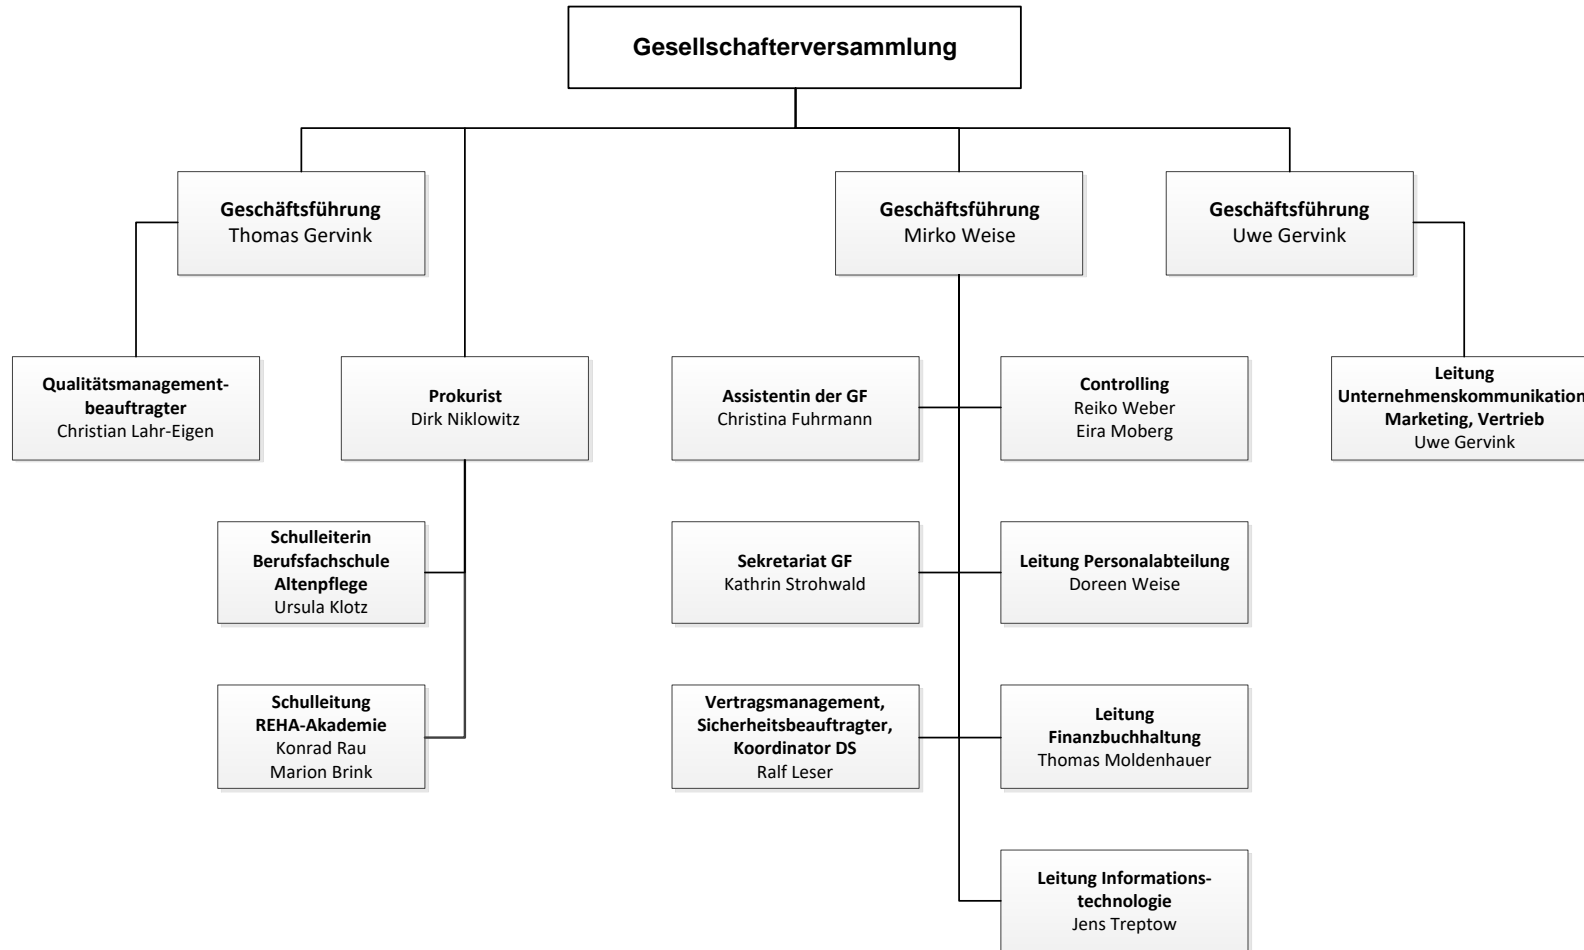 Gesellschafterversammlung
Geschäftsführung
Thomas Gervink
Geschäftsführung
Mirko Weise
Geschäftsführung
Uwe Gervink
Qualitätsmanagement-
beauftragter
Christian Lahr-Eigen
Prokurist
Dirk Niklowitz
Assistentin der GF
Christina Fuhrmann
Controlling
Reiko Weber
Eira Moberg
Leitung
Unternehmenskommunikation
Marketing, Vertrieb
Uwe Gervink
Schulleiterin
Berufsfachschule
Altenpflege
Ursula Klotz
Sekretariat GF
Kathrin Strohwald
Leitung Personalabteilung
Doreen Weise
Schulleitung
REHA-Akademie
Konrad Rau
Marion Brink
Vertragsmanagement,
Sicherheitsbeauftragter,
Koordinator DS
Ralf Leser
Leitung
Finanzbuchhaltung
Thomas Moldenhauer
Leitung Informations-
technologie
Jens Treptow